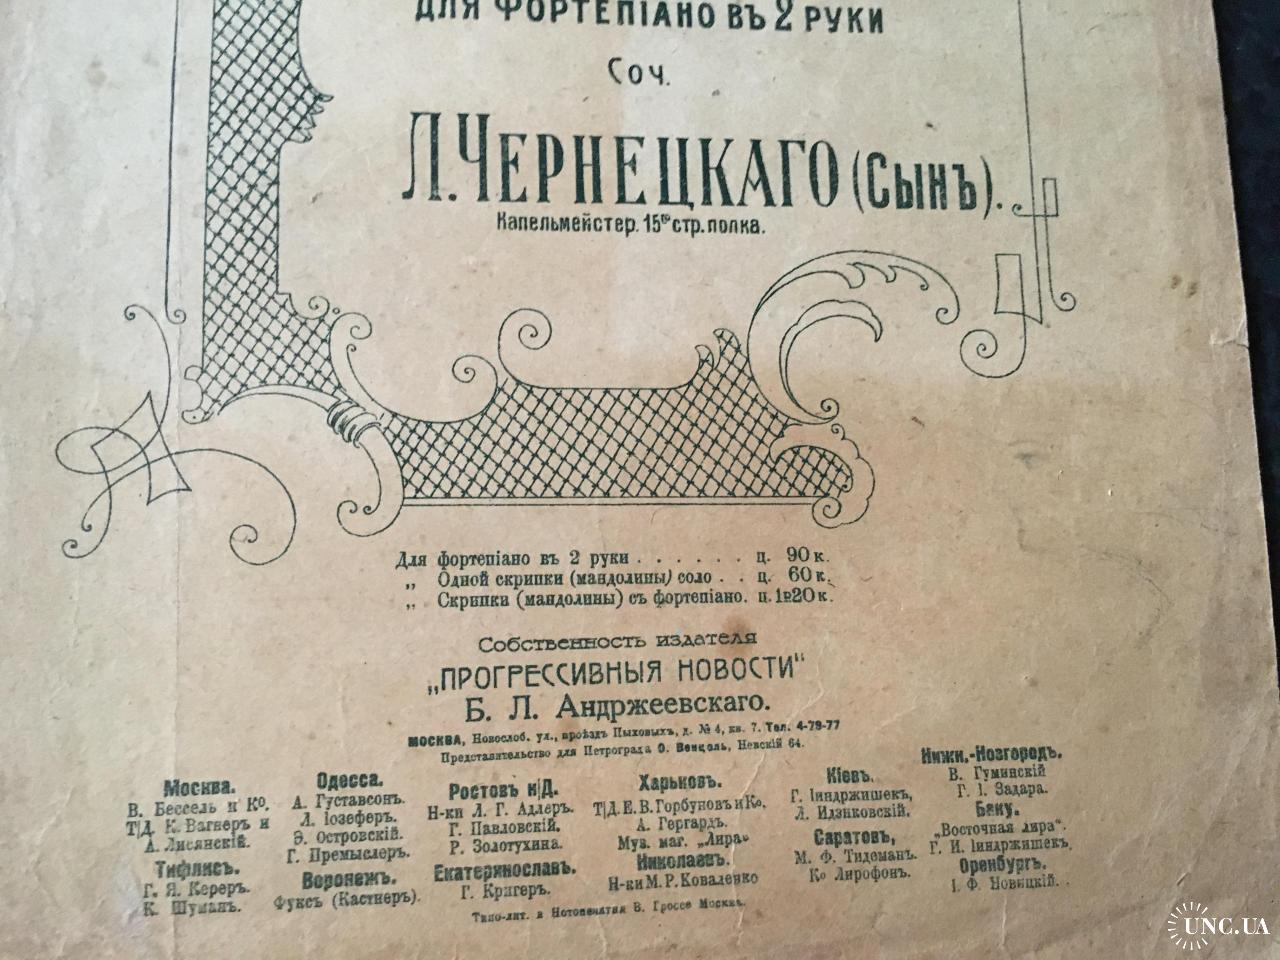 ДЛЯ ФОРТЕПІАНО ВЪ 2 РУКИ
Соч.
Л. ЧЕРНЕЦКАГО (Сынъ).
Капельмейстер. 15го стр. полка.
Для фортепіано въ 2 руки . . . . . . ц. 90 к.
„ Одной скрипки (мандолины) соло . . ц. 60 к.
„ Скрипки (мандолины) съ фортепіано. ц. 1р20 к.
Собственность издателя
„ПРОГРЕССИВНЫЯ НОВОСТИ“
Б. Л. Андржеевскаго.
МОСКВА, Новослоб. ул., проѣздъ Пыховыхъ, д. № 4, кв. 7. Тел. 4-79-77
Представительство для Петрограда О. Венцель, Невскій 64.
Москва.
В. Бессель и Ко.
Т|Д. К. Вагнеръ и
А. Лисянскій.
Тифлисъ.
Г. Я. Кереръ.
К. Шуманъ.
Одесса.
А. Густавсонъ.
Л. Іозеферъ.
Э. Островскій.
Г. Премыслеръ.
Воронежъ.
Фуксъ (Кастнеръ).
Ростовъ н|Д.
Н-ки Л. Г. Адлеръ.
Г. Павловскій.
Р. Золотухина.
Екатеринославъ.
Г. Кригеръ.
Харьковъ.
Т|Д. Е. В. Горбуновъ и Ко.
А. Гергардъ.
Муз. маг. „Лира“
Николаевъ.
Н-ки М. Р. Коваленко
Кіевъ.
Г. Іиндржишекъ,
Л. Идзиковскій.
Саратовъ,
М. Ф. Тидеманъ.
Ко Лирофонъ.
Нижн.-Новгородъ.
В. Гуминскій
Г. І. Задара.
Баку.
„Восточная лира“.
Г. И. Іиндржишекъ,
Оренбургъ.
І. Ф. Новицкій.
Типо-лит. и Нотопечатня В. Гроссе Москва.
UNC.UA